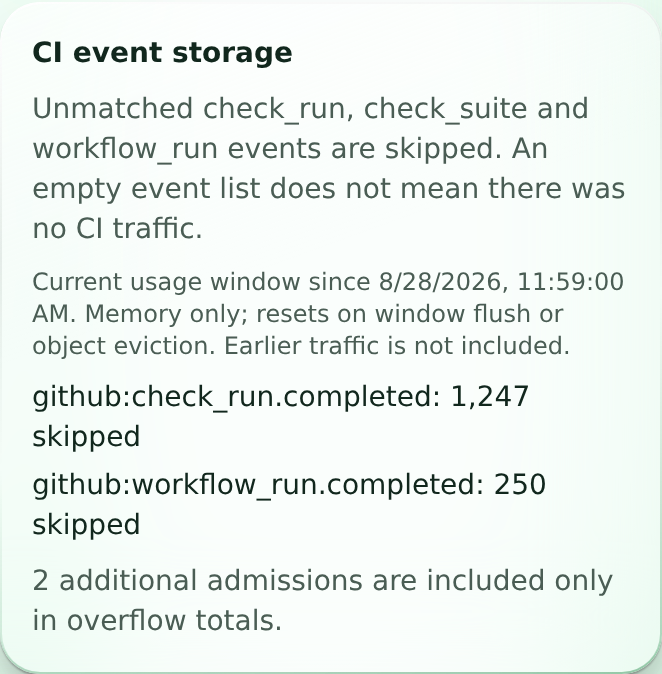 CI event storage
Unmatched check_run, check_suite and
workflow_run events are skipped. An
empty event list does not mean there was
no CI traffic.
Current usage window since 8/28/2026, 11:59:00
AM. Memory only; resets on window flush or
object eviction. Earlier traffic is not included.
github:check_run.completed: 1,247
skipped
github:workflow_run.completed: 250
skipped
2 additional admissions are included only
in overflow totals.